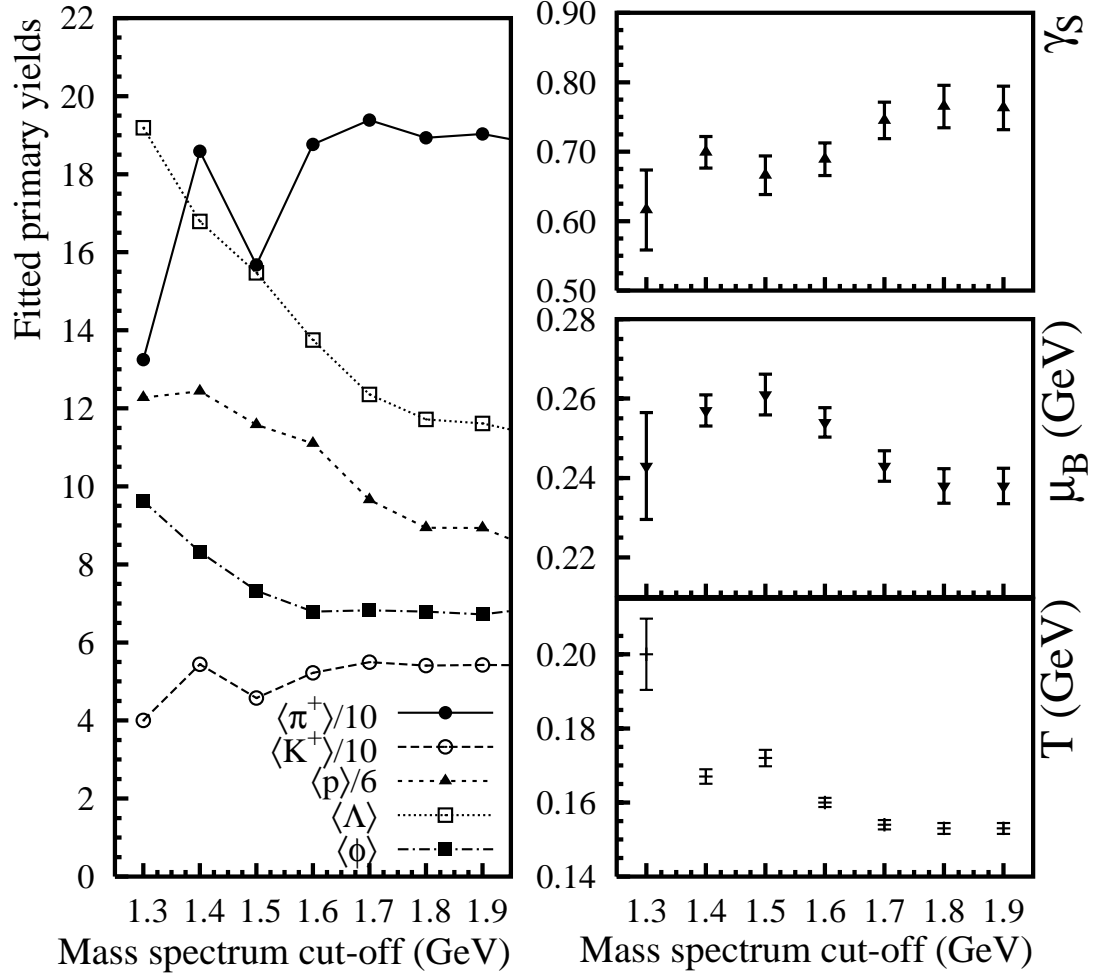 Fitted primary yields
22
20
18
16
14
12
10
8
6
4
2
0
⟨π⁺⟩/10
⟨K⁺⟩/10
⟨p⟩/6
⟨Λ⟩
⟨ϕ⟩
1.3 1.4 1.5 1.6 1.7 1.8 1.9
Mass spectrum cut-off (GeV)
0.90
0.80
0.70
0.60
0.50
γ_S
0.28
0.26
0.24
0.22
μ_B (GeV)
0.20
0.18
0.16
0.14
T (GeV)
1.3 1.4 1.5 1.6 1.7 1.8 1.9
Mass spectrum cut-off (GeV)